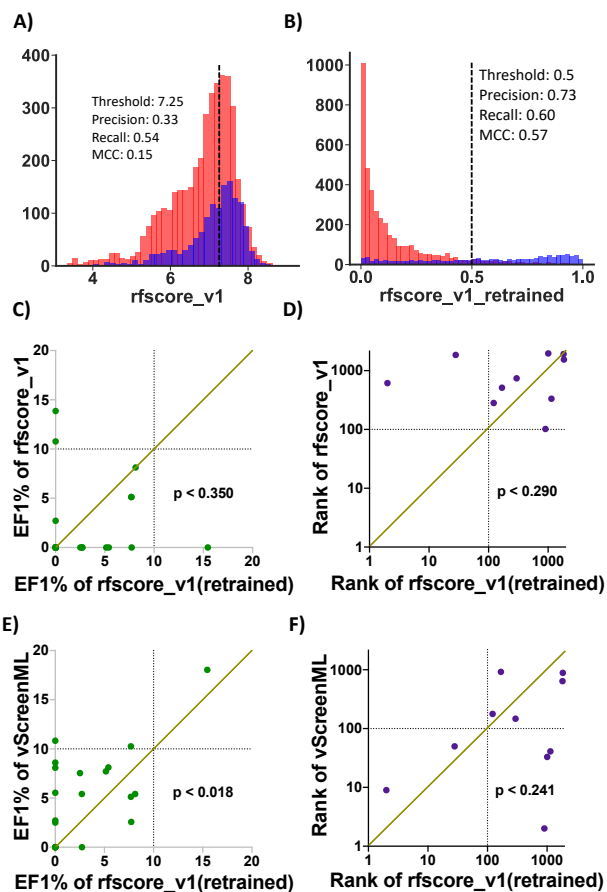 A)
Threshold: 7.25
Precision: 0.33
Recall: 0.54
MCC: 0.15
400
300
200
100
0
4
6
8
rfscore_v1
B)
Threshold: 0.5
Precision: 0.73
Recall: 0.60
MCC: 0.57
1000
800
600
400
200
0
0.0
0.5
1.0
rfscore_v1_retrained
C)
EF1% of rfscore_v1
20
15
10
5
0
p < 0.350
0
5
10
15
20
EF1% of rfscore_v1(retrained)
D)
Rank of rfscore_v1
1000
100
10
1
p < 0.290
1
10
100
1000
Rank of rfscore_v1(retrained)
E)
EF1% of vScreenML
20
15
10
5
0
p < 0.018
0
5
10
15
20
EF1% of rfscore_v1(retrained)
F)
Rank of vScreenML
1000
100
10
1
p < 0.241
1
10
100
1000
Rank of rfscore_v1(retrained)